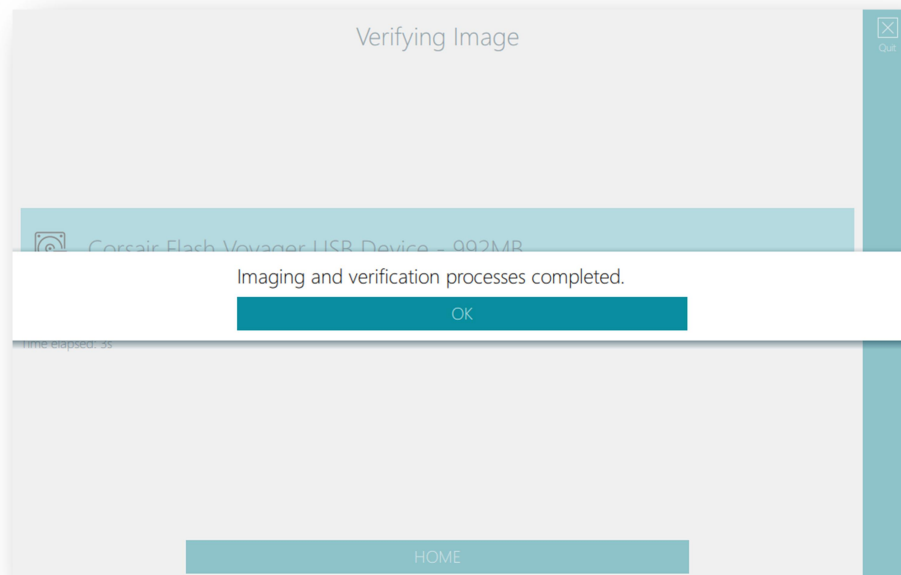 Verifying Image
Quit
Corsair Flash Voyager USB Device - 992MB
Imaging and verification processes completed.
OK
Time elapsed: 3s
HOME